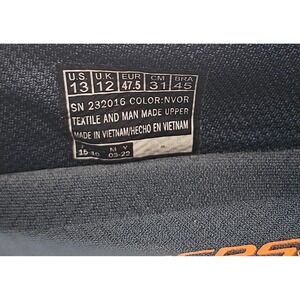 U.S. U.K. EUR CM BRA
13 12 47.5 31 45
SN 232016 COLOR:NVOR
TEXTILE AND MAN MADE UPPER
MADE IN VIETNAM/HECHO EN VIETNAM
M Y